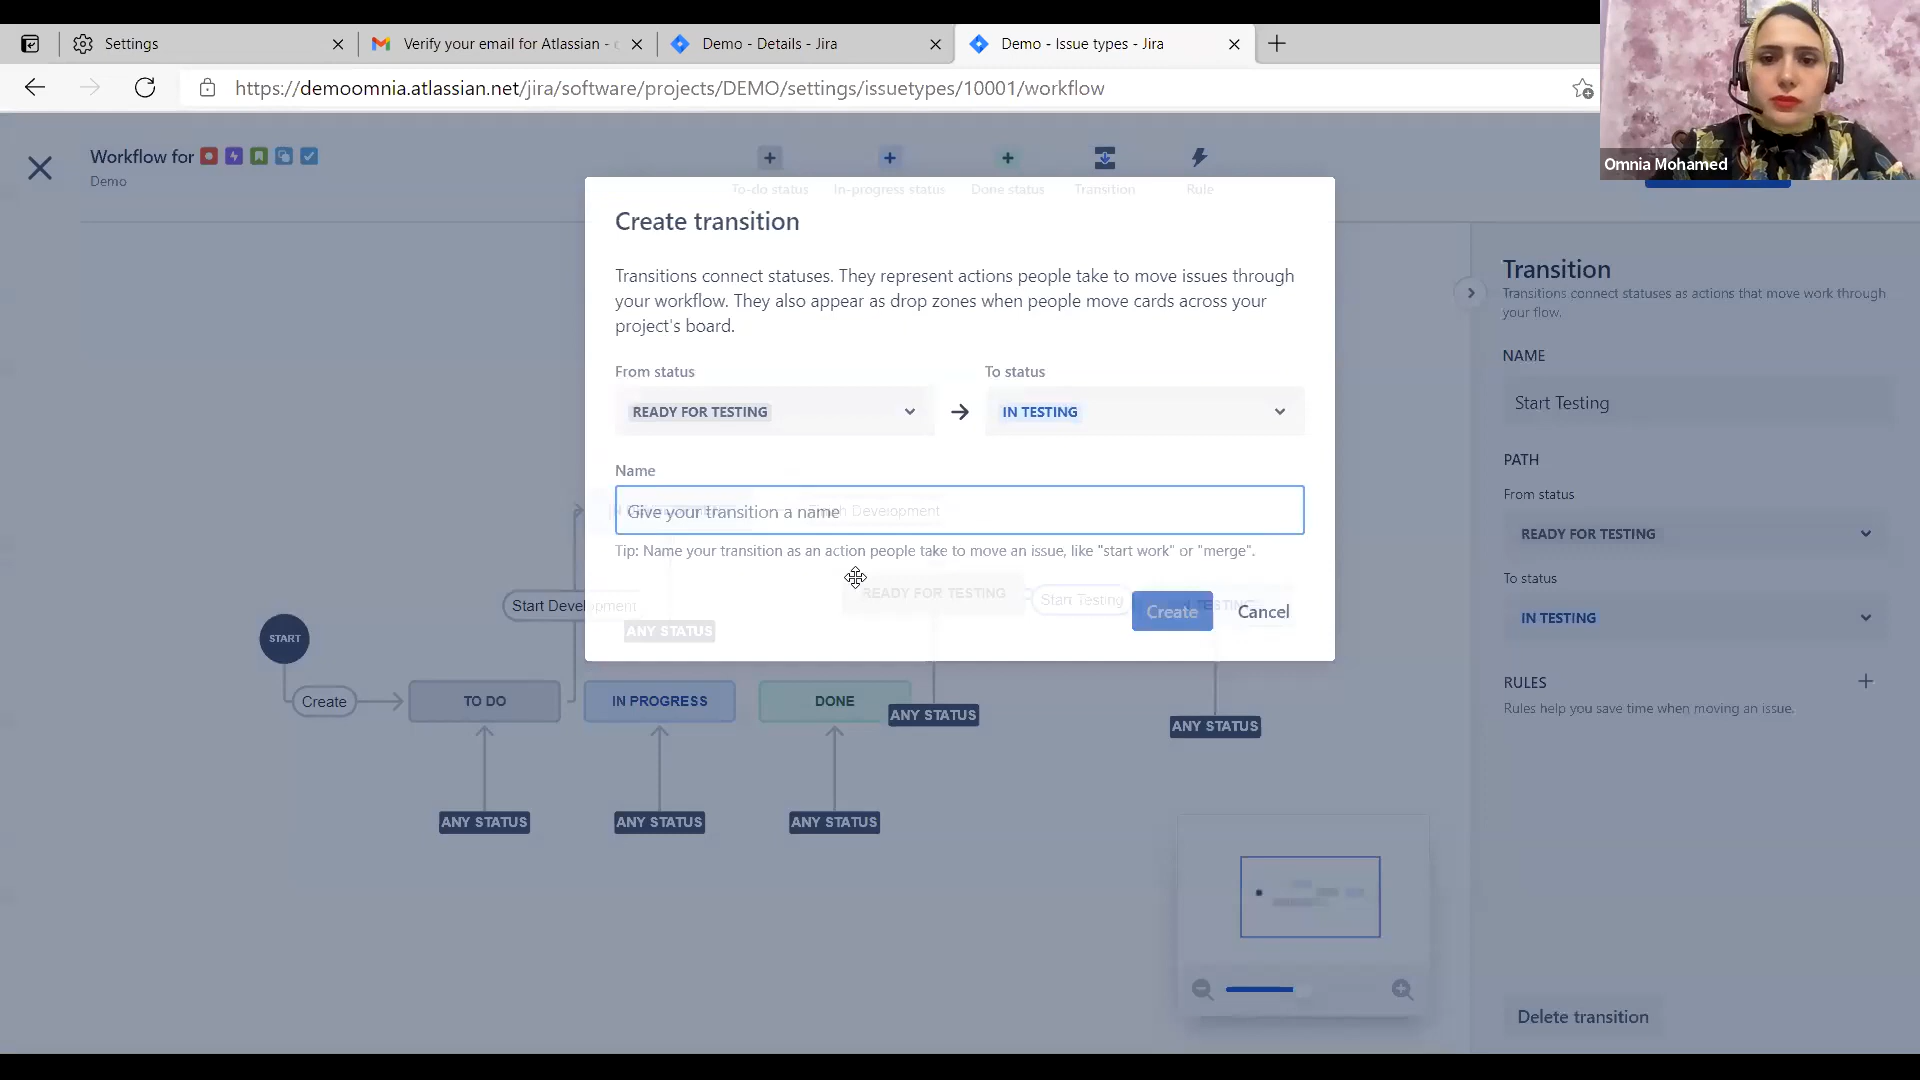 Settings
Verify your email for Atlassian -
Demo - Details - Jira
Demo - Issue types - Jira
https://demoomnia.atlassian.net/jira/software/projects/DEMO/settings/issuetypes/10001/workflow
Omnia Mohamed
Workflow for
Demo
To-do status
In-progress status
Done status
Transition
Rule
Create transition
Transitions connect statuses. They represent actions people take to move issues through
your workflow. They also appear as drop zones when people move cards across your
project's board.
From status
To status
READY FOR TESTING
IN TESTING
Name
Give your transition a name
Development
Tip: Name your transition as an action people take to move an issue, like "start work" or "merge".
READY FOR TESTING
Start Testing
Create
Cancel
Start Development
ANY STATUS
START
Create
TO DO
IN PROGRESS
DONE
ANY STATUS
ANY STATUS
ANY STATUS
ANY STATUS
ANY STATUS
Transition
Transitions connect statuses as actions that move work through
your flow.
NAME
Start Testing
PATH
From status
READY FOR TESTING
To status
IN TESTING
RULES
Rules help you save time when moving an issue.
Delete transition